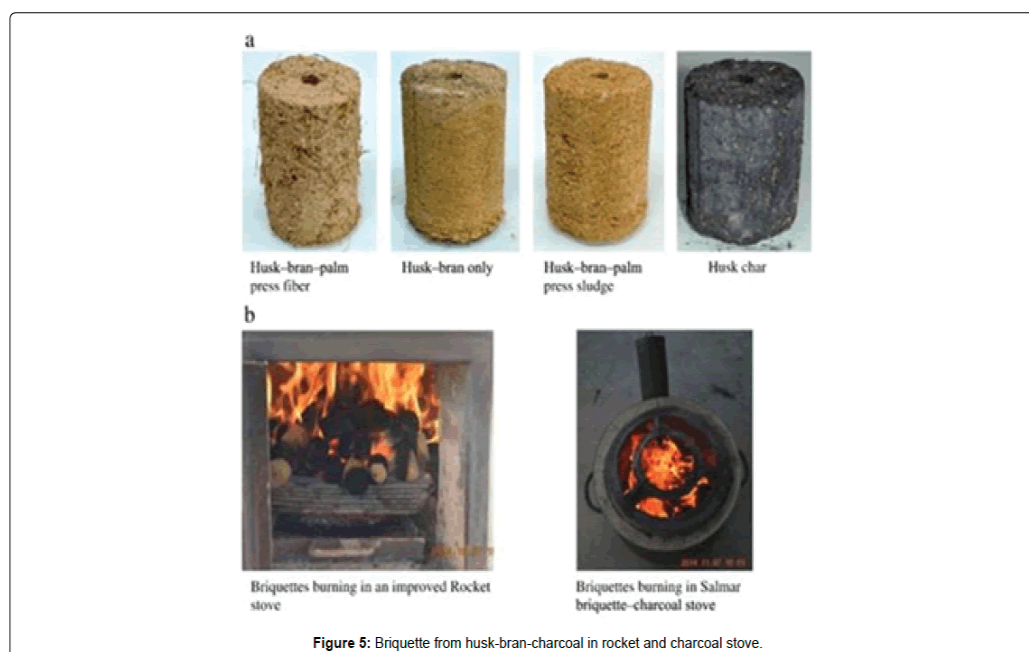 a
Husk–bran–palm
press fiber
Husk–bran only
Husk–bran–palm
press sludge
Husk char
b
Briquettes burning in an improved Rocket
stove
Briquettes burning in Salmar
briquette–charcoal stove
Figure 5: Briquette from husk-bran-charcoal in rocket and charcoal stove.